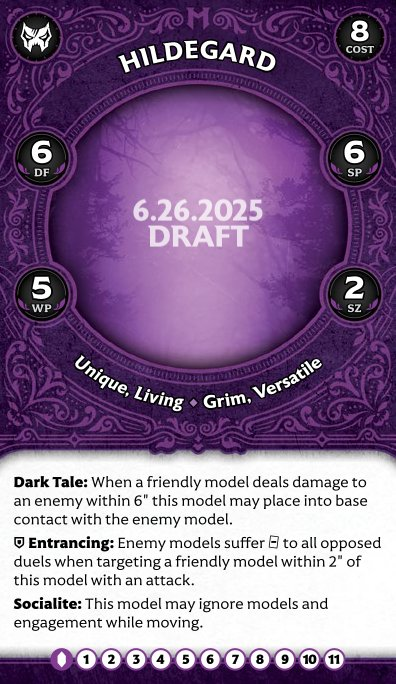 HILDEGARD
8
COST
6
DF
6
SP
6.26.2025
DRAFT
5
WP
2
SZ
Unique, Living ◆ Grim, Versatile
Dark Tale: When a friendly model deals damage to
an enemy within 6" this model may place into base
contact with the enemy model.
Entrancing: Enemy models suffer to all opposed
duels when targeting a friendly model within 2" of
this model with an attack.
Socialite: This model may ignore models and
engagement while moving.
1 2 3 4 5 6 7 8 9 10 11